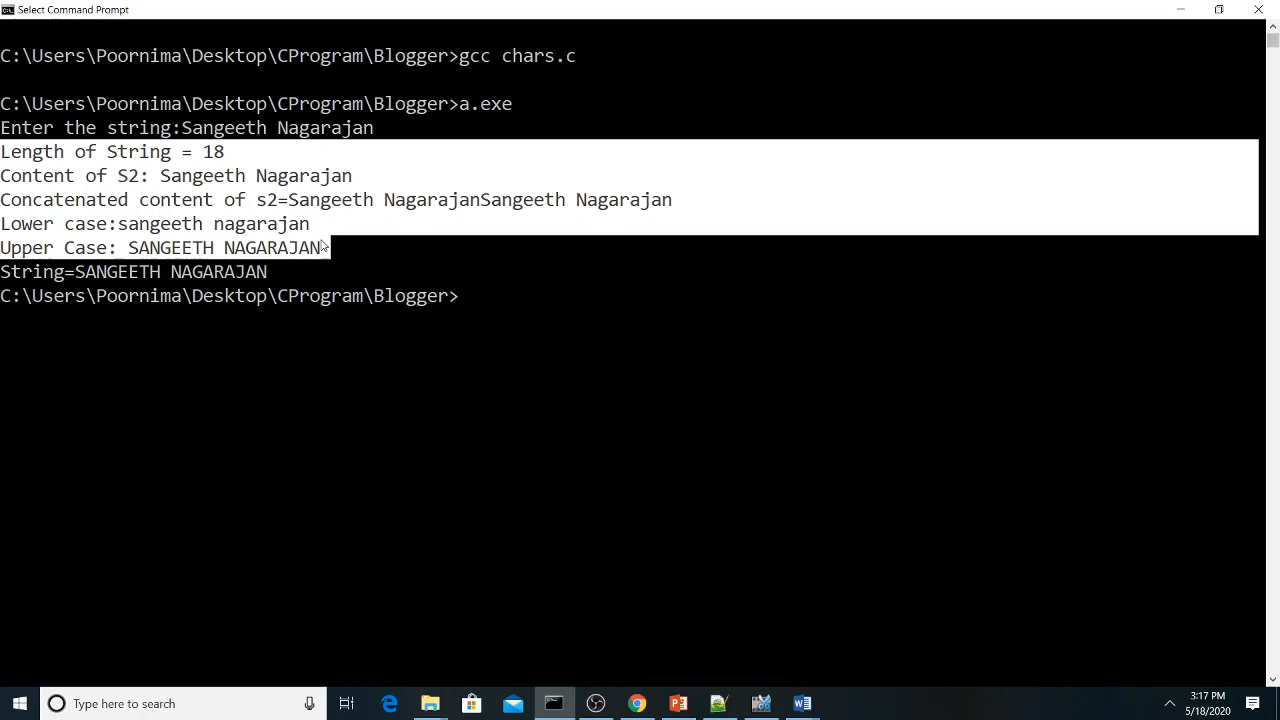 Select Command Prompt
C:\Users\Poornima\Desktop\CProgram\Blogger>gcc chars.c
C:\Users\Poornima\Desktop\CProgram\Blogger>a.exe
Enter the string:Sangeeth Nagarajan
Length of String = 18
Content of S2: Sangeeth Nagarajan
Concatenated content of s2=Sangeeth NagarajanSangeeth Nagarajan
Lower case:sangeeth nagarajan
Upper Case: SANGEETH NAGARAJAN
String=SANGEETH NAGARAJAN
C:\Users\Poornima\Desktop\CProgram\Blogger>
Type here to search
3:17 PM
5/18/2020